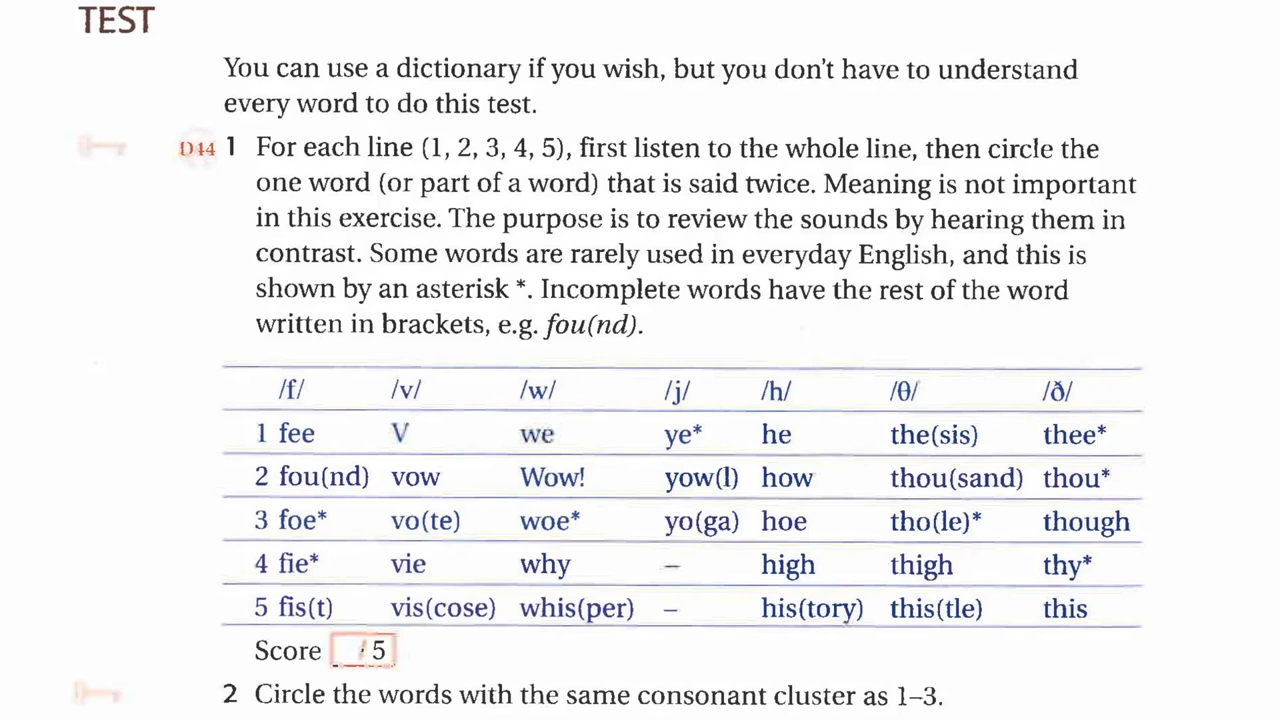 TEST
You can use a dictionary if you wish, but you don't have to understand
every word to do this test.
D44 1 For each line (1, 2, 3, 4, 5), first listen to the whole line, then circle the
one word (or part of a word) that is said twice. Meaning is not important
in this exercise. The purpose is to review the sounds by hearing them in
contrast. Some words are rarely used in everyday English, and this is
shown by an asterisk *. Incomplete words have the rest of the word
written in brackets, e.g. fou(nd).
/f/ /v/ /w/ /j/ /h/ /θ/ /ð/
1 fee V we ye* he the(sis) thee*
2 fou(nd) vow Wow! yow(l) how thou(sand) thou*
3 foe* vo(te) woe* yo(ga) hoe tho(le)* though
4 fie* vie why – high thigh thy*
5 fis(t) vis(cose) whis(per) – his(tory) this(tle) this
Score /5
2 Circle the words with the same consonant cluster as 1–3.